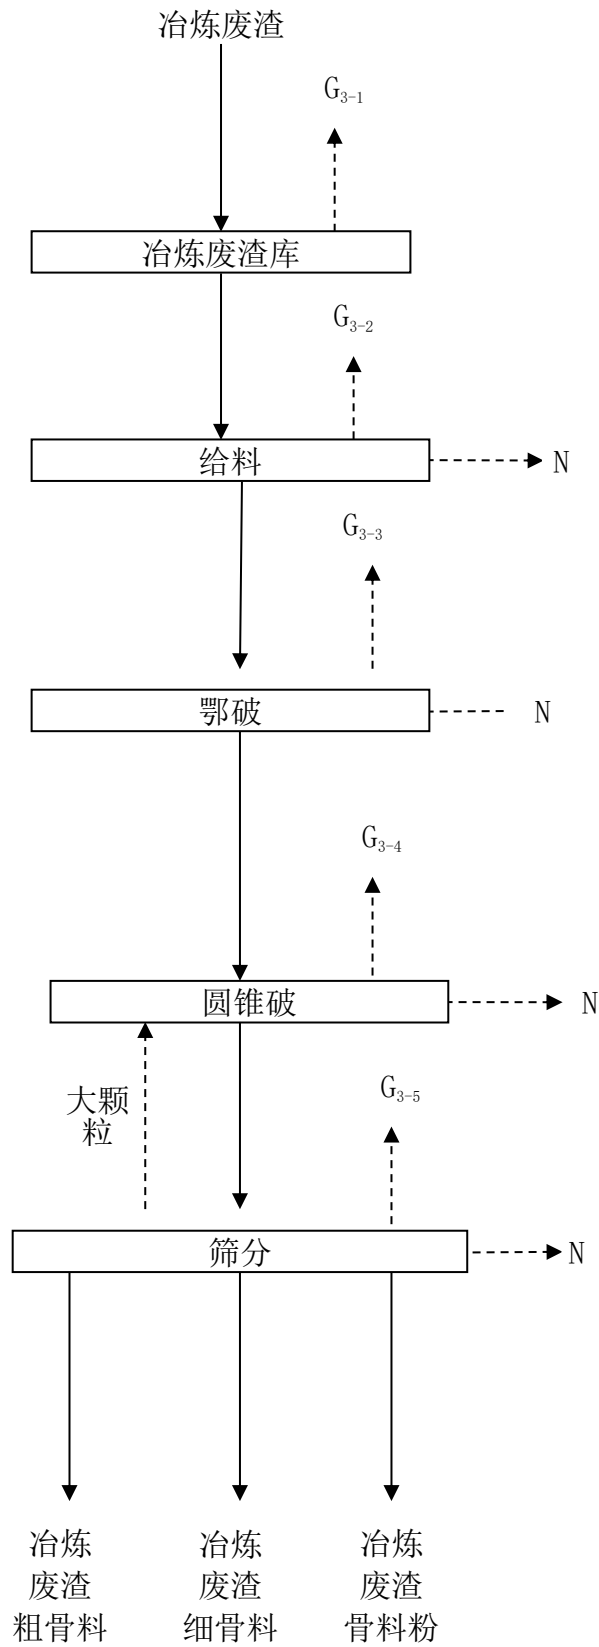 冶炼废渣
G3-1
冶炼废渣库
G3-2
给料
N
G3-3
鄂破
N
G3-4
圆锥破
N
大颗
粒
G3-5
筛分
N
冶炼
废渣
粗骨料
冶炼
废渣
细骨料
冶炼
废渣
骨料粉